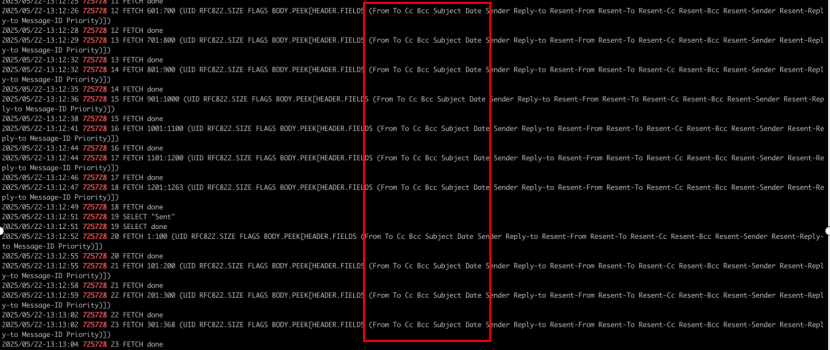 2025/05/22-13:12:25 725728 11 FETCH done
2025/05/22-13:12:26 725728 12 FETCH 601:700 (UID RFC822.SIZE FLAGS BODY.PEEK[HEADER.FIELDS (From To Cc Bcc Subject Date Sender Reply-to Resent-From Resent-To Resent-Cc Resent-Bcc Resent-Sender Resent-Repl
y-to Message-ID Priority)])
2025/05/22-13:12:28 725728 12 FETCH done
2025/05/22-13:12:29 725728 13 FETCH 701:800 (UID RFC822.SIZE FLAGS BODY.PEEK[HEADER.FIELDS (From To Cc Bcc Subject Date Sender Reply-to Resent-From Resent-To Resent-Cc Resent-Bcc Resent-Sender Resent-Repl
y-to Message-ID Priority)])
2025/05/22-13:12:32 725728 13 FETCH done
2025/05/22-13:12:32 725728 14 FETCH 801:900 (UID RFC822.SIZE FLAGS BODY.PEEK[HEADER.FIELDS (From To Cc Bcc Subject Date Sender Reply-to Resent-From Resent-To Resent-Cc Resent-Bcc Resent-Sender Resent-Repl
y-to Message-ID Priority)])
2025/05/22-13:12:35 725728 14 FETCH done
2025/05/22-13:12:36 725728 15 FETCH 901:1000 (UID RFC822.SIZE FLAGS BODY.PEEK[HEADER.FIELDS (From To Cc Bcc Subject Date Sender Reply-to Resent-From Resent-To Resent-Cc Resent-Bcc Resent-Sender Resent-Rep
ly-to Message-ID Priority)])
2025/05/22-13:12:38 725728 15 FETCH done
2025/05/22-13:12:41 725728 16 FETCH 1001:1100 (UID RFC822.SIZE FLAGS BODY.PEEK[HEADER.FIELDS (From To Cc Bcc Subject Date Sender Reply-to Resent-From Resent-To Resent-Cc Resent-Bcc Resent-Sender Resent-Re
ply-to Message-ID Priority)])
2025/05/22-13:12:44 725728 16 FETCH done
2025/05/22-13:12:44 725728 17 FETCH 1101:1200 (UID RFC822.SIZE FLAGS BODY.PEEK[HEADER.FIELDS (From To Cc Bcc Subject Date Sender Reply-to Resent-From Resent-To Resent-Cc Resent-Bcc Resent-Sender Resent-Re
ply-to Message-ID Priority)])
2025/05/22-13:12:46 725728 17 FETCH done
2025/05/22-13:12:47 725728 18 FETCH 1201:1263 (UID RFC822.SIZE FLAGS BODY.PEEK[HEADER.FIELDS (From To Cc Bcc Subject Date Sender Reply-to Resent-From Resent-To Resent-Cc Resent-Bcc Resent-Sender Resent-Re
ply-to Message-ID Priority)])
2025/05/22-13:12:49 725728 18 FETCH done
2025/05/22-13:12:51 725728 19 SELECT "Sent"
2025/05/22-13:12:51 725728 19 SELECT done
2025/05/22-13:12:52 725728 20 FETCH 1:100 (UID RFC822.SIZE FLAGS BODY.PEEK[HEADER.FIELDS (From To Cc Bcc Subject Date Sender Reply-to Resent-From Resent-To Resent-Cc Resent-Bcc Resent-Sender Resent-Reply-
to Message-ID Priority)])
2025/05/22-13:12:55 725728 20 FETCH done
2025/05/22-13:12:55 725728 21 FETCH 101:200 (UID RFC822.SIZE FLAGS BODY.PEEK[HEADER.FIELDS (From To Cc Bcc Subject Date Sender Reply-to Resent-From Resent-To Resent-Cc Resent-Bcc Resent-Sender Resent-Repl
y-to Message-ID Priority)])
2025/05/22-13:12:58 725728 21 FETCH done
2025/05/22-13:12:59 725728 22 FETCH 201:300 (UID RFC822.SIZE FLAGS BODY.PEEK[HEADER.FIELDS (From To Cc Bcc Subject Date Sender Reply-to Resent-From Resent-To Resent-Cc Resent-Bcc Resent-Sender Resent-Repl
y-to Message-ID Priority)])
2025/05/22-13:13:02 725728 22 FETCH done
2025/05/22-13:13:02 725728 23 FETCH 301:368 (UID RFC822.SIZE FLAGS BODY.PEEK[HEADER.FIELDS (From To Cc Bcc Subject Date Sender Reply-to Resent-From Resent-To Resent-Cc Resent-Bcc Resent-Sender Resent-Repl
y-to Message-ID Priority)])
2025/05/22-13:13:04 725728 23 FETCH done